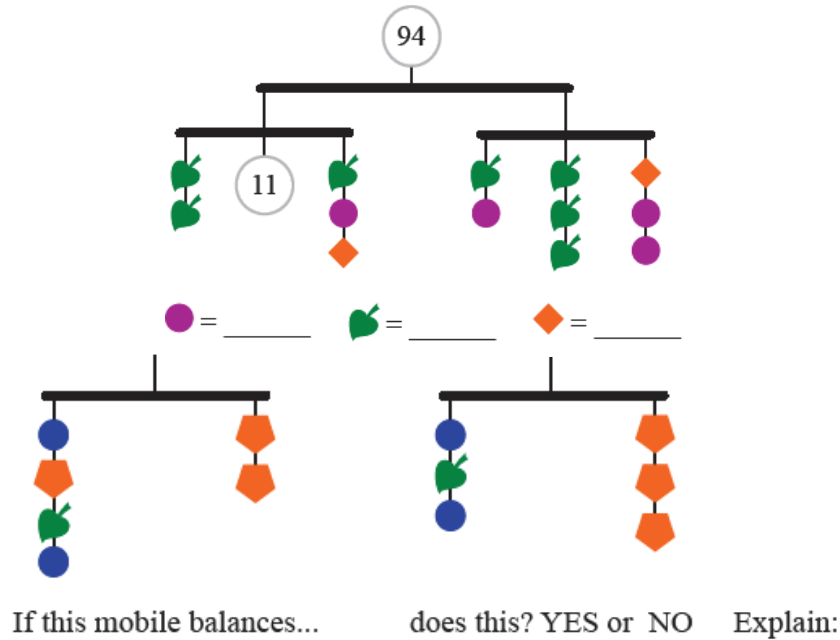 94
11
= ______ = ______ = ______
If this mobile balances... does this? YES or NO Explain: